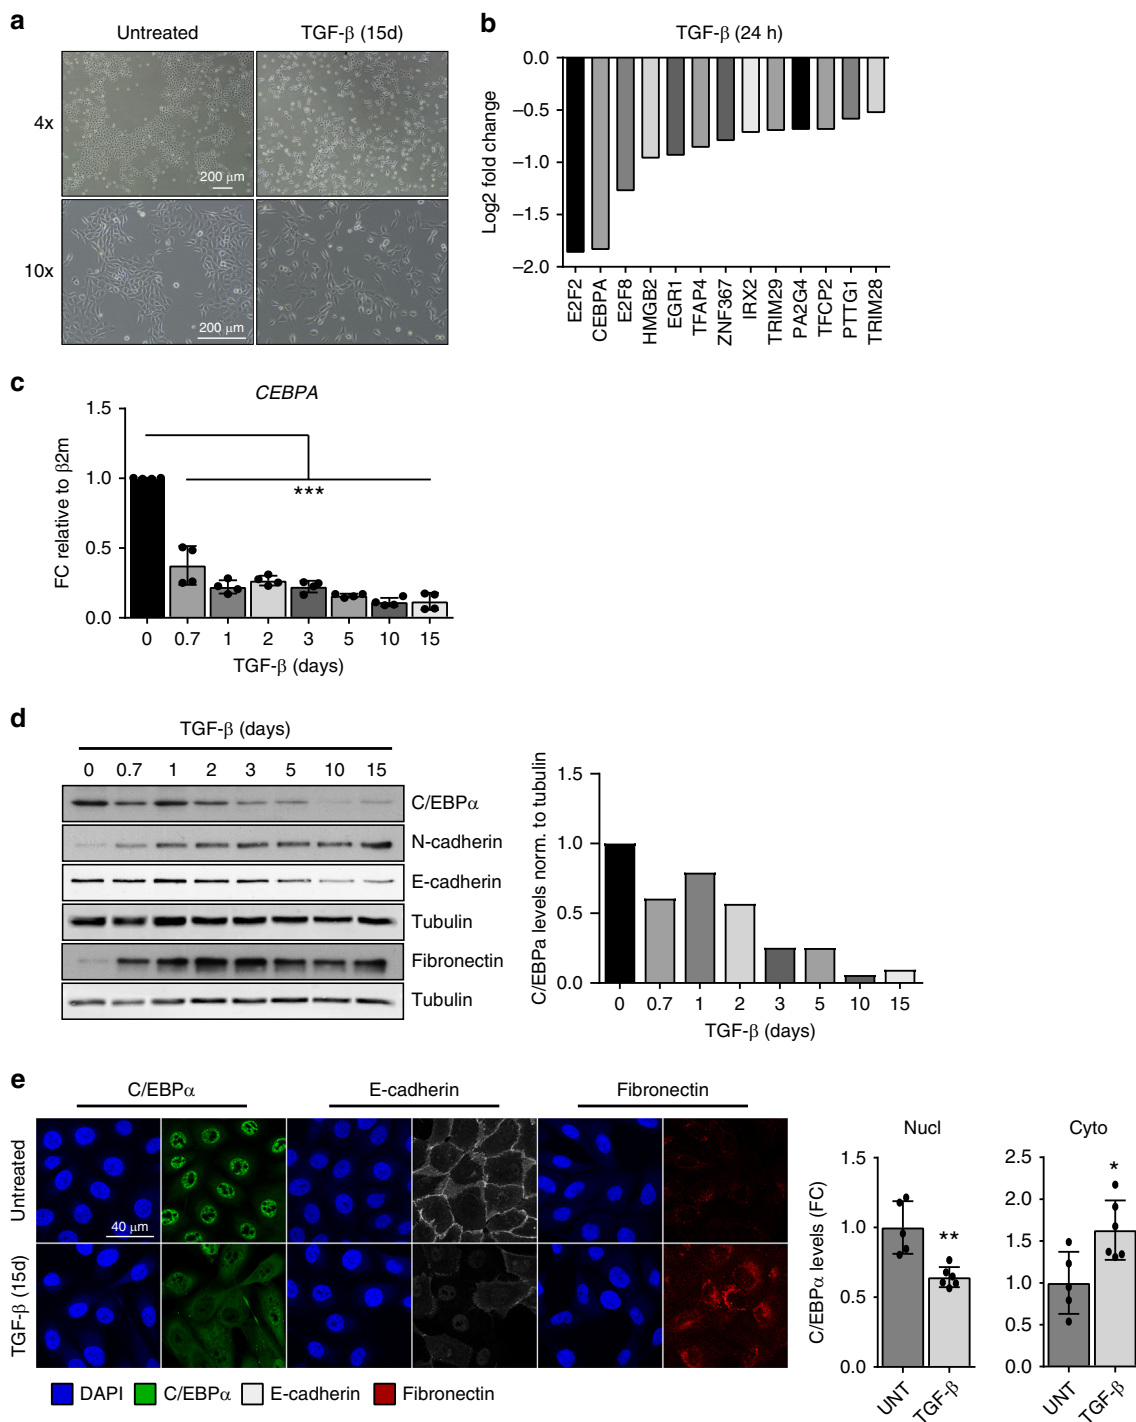 a
Untreated
TGF-β (15d)
4x
200 μm
10x
200 μm
b
TGF-β (24 h)
Log2 fold change
0.0
–0.5
–1.0
–1.5
–2.0
E2F2
CEBPA
E2F8
HMGB2
EGR1
TFAP4
ZNF367
IRX2
TRIM29
PA2G4
TFCP2
PTTG1
TRIM28
c
CEBPA
FC relative to β2m
1.5
1.0
0.5
0.0
***
0 0.7 1 2 3 5 10 15
TGF-β (days)
d
TGF-β (days)
0 0.7 1 2 3 5 10 15
C/EBPα
N-cadherin
E-cadherin
Tubulin
Fibronectin
Tubulin
C/EBPa levels norm. to tubulin
1.5
1.0
0.5
0.0
0 0.7 1 2 3 5 10 15
TGF-β (days)
e
C/EBPα
E-cadherin
Fibronectin
Untreated
40 μm
TGF-β (15d)
DAPI
C/EBPα
E-cadherin
Fibronectin
Nucl
C/EBPα levels (FC)
1.5
1.0
0.5
0.0
**
UNT
TGF-β
Cyto
2.5
2.0
1.5
1.0
0.5
0.0
*
UNT
TGF-β